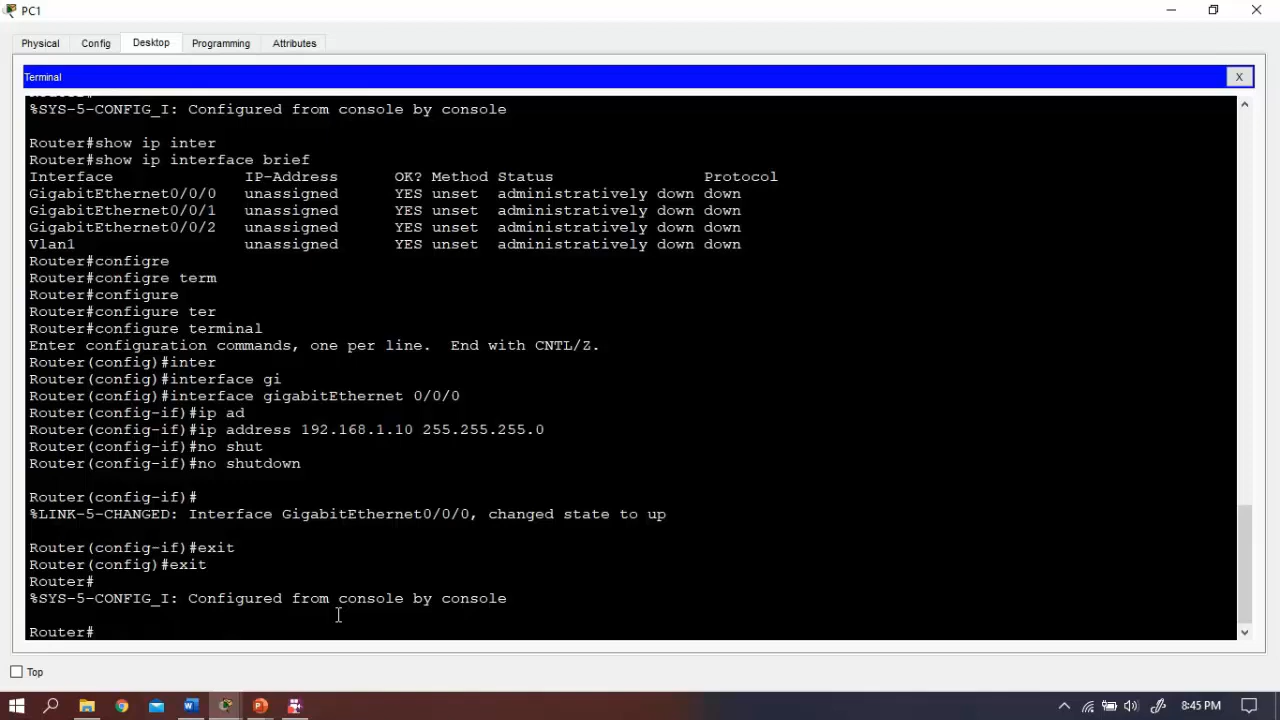 PC1
Physical Config Desktop Programming Attributes
Terminal X
%SYS-5-CONFIG_I: Configured from console by console
Router#show ip inter
Router#show ip interface brief
Interface IP-Address OK? Method Status Protocol
GigabitEthernet0/0/0 unassigned YES unset administratively down down
GigabitEthernet0/0/1 unassigned YES unset administratively down down
GigabitEthernet0/0/2 unassigned YES unset administratively down down
Vlan1 unassigned YES unset administratively down down
Router#configre
Router#configre term
Router#configure
Router#configure ter
Router#configure terminal
Enter configuration commands, one per line. End with CNTL/Z.
Router(config)#inter
Router(config)#interface gi
Router(config)#interface gigabitEthernet 0/0/0
Router(config-if)#ip ad
Router(config-if)#ip address 192.168.1.10 255.255.255.0
Router(config-if)#no shut
Router(config-if)#no shutdown
Router(config-if)#
%LINK-5-CHANGED: Interface GigabitEthernet0/0/0, changed state to up
Router(config-if)#exit
Router(config)#exit
Router#
%SYS-5-CONFIG_I: Configured from console by console
Router#
Top
8:45 PM